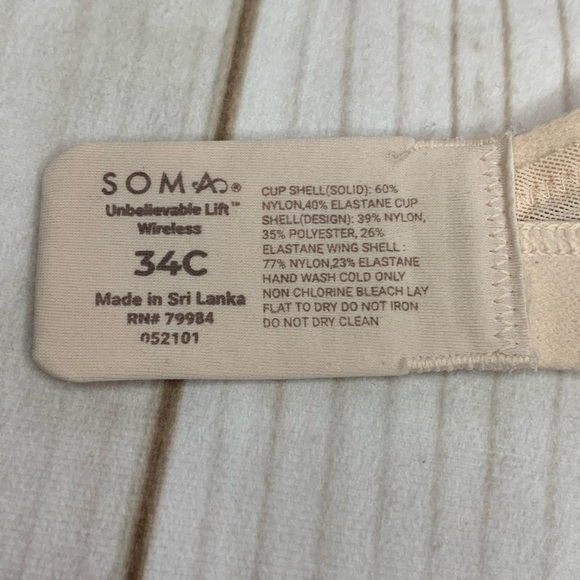 SOMA®
Unbelievable Lift™
Wireless
34C
Made in Sri Lanka
RN# 79984
052101
CUP SHELL(SOLID): 60%
NYLON,40% ELASTANE CUP
SHELL(DESIGN): 39% NYLON,
35% POLYESTER, 26%
ELASTANE WING SHELL :
77% NYLON,23% ELASTANE
HAND WASH COLD ONLY
NON CHLORINE BLEACH LAY
FLAT TO DRY DO NOT IRON
DO NOT DRY CLEAN